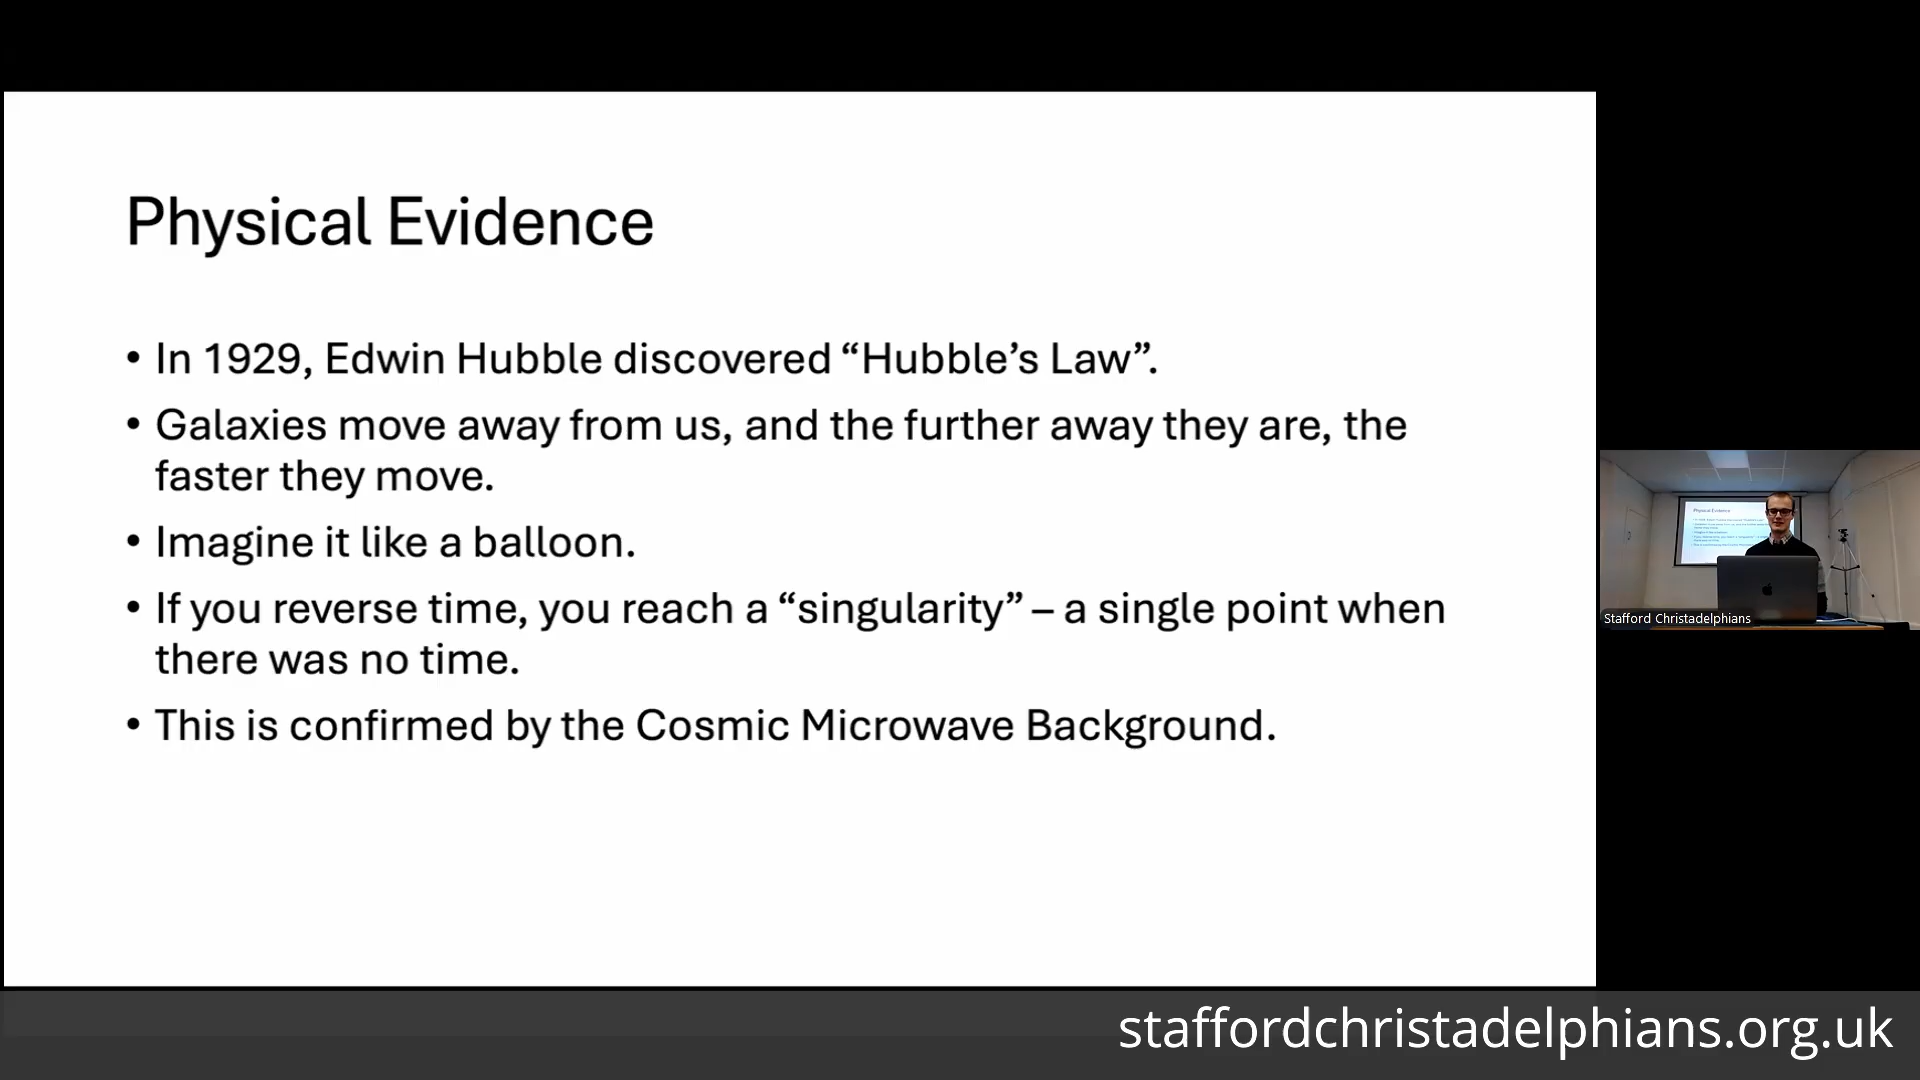 Physical Evidence
• In 1929, Edwin Hubble discovered “Hubble’s Law”.
• Galaxies move away from us, and the further away they are, the
faster they move.
• Imagine it like a balloon.
• If you reverse time, you reach a “singularity” – a single point when
there was no time.
• This is confirmed by the Cosmic Microwave Background.
Physical Evidence
Stafford Christadelphians
staffordchristadelphians.org.uk